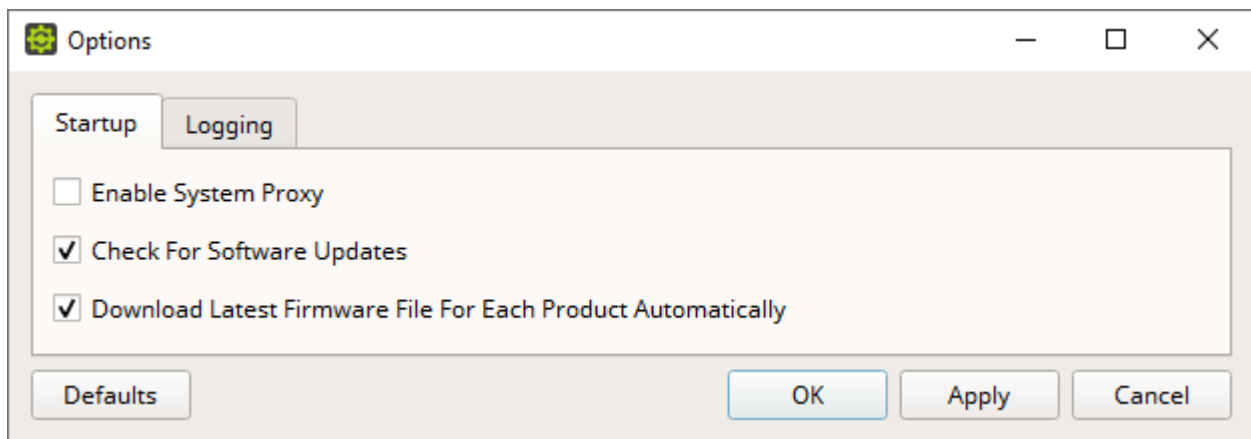 Options
Startup Logging
Enable System Proxy
Check For Software Updates
Download Latest Firmware File For Each Product Automatically
Defaults OK Apply Cancel